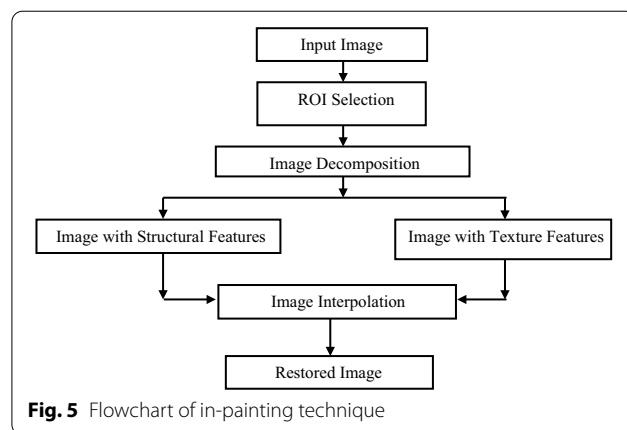 Input Image
ROI Selection
Image Decomposition
Image with Structural Features
Image with Texture Features
Image Interpolation
Restored Image
Fig. 5 Flowchart of in-painting technique